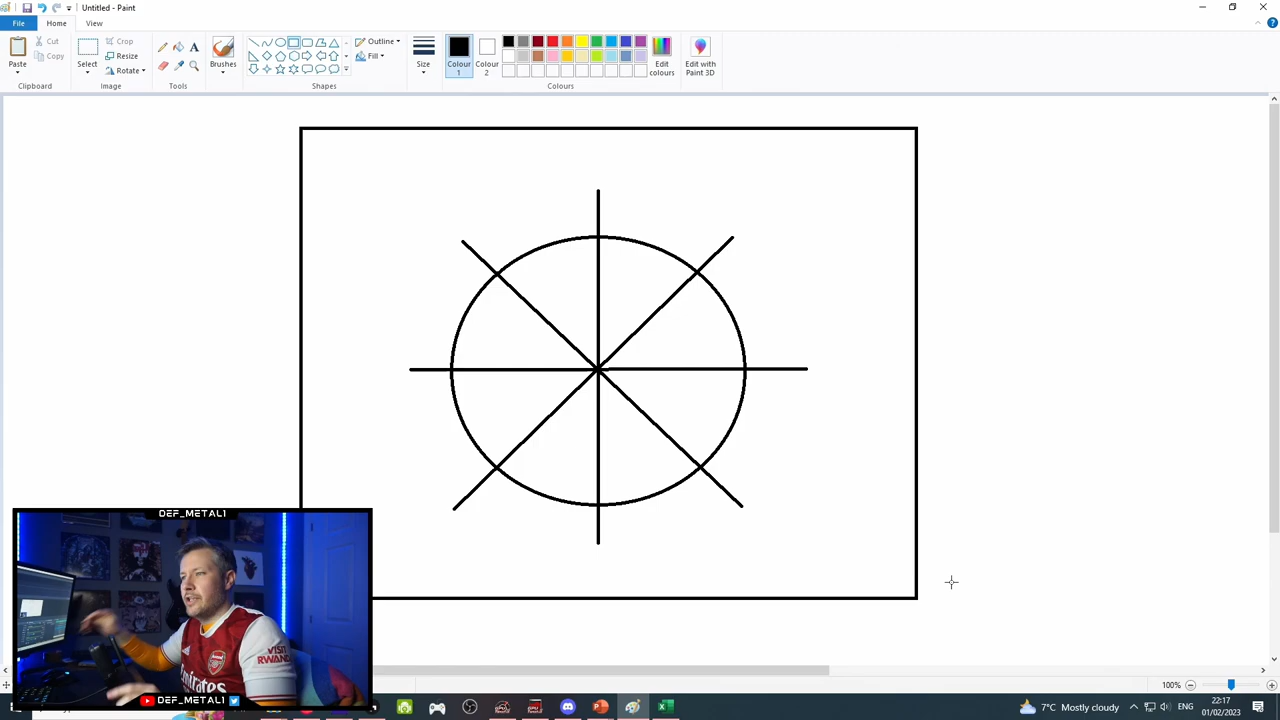 Untitled - Paint
File
Home
View
Paste
Cut
Copy
Clipboard
Select
Crop
Resize
Rotate
Image
Tools
Brushes
Shapes
Outline
Fill
Size
Colour
1
Colour
2
Colours
Edit
colours
Edit with
Paint 3D
DEF_METAL1
VISIT
RWANDA
DEF_METAL1
100%
7°C Mostly cloudy
ENG
22:17
01/02/2023